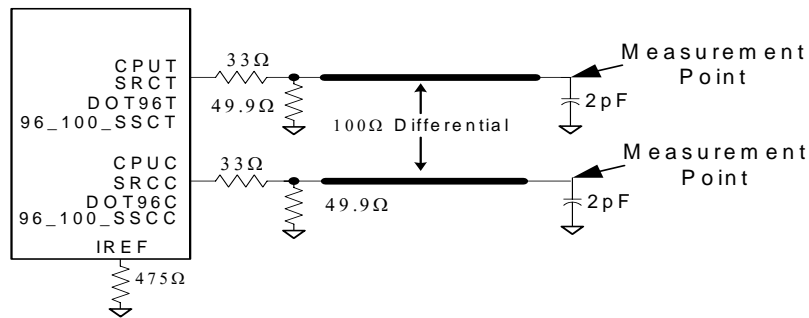 CPUT
SRCT
DOT96T
96_100_SSCT
33Ω
49.9Ω
Measurement
Point
2pF
100Ω Differential
CPUC
SRCC
DOT96C
96_100_SSCC
33Ω
49.9Ω
Measurement
Point
2pF
IREF
475Ω